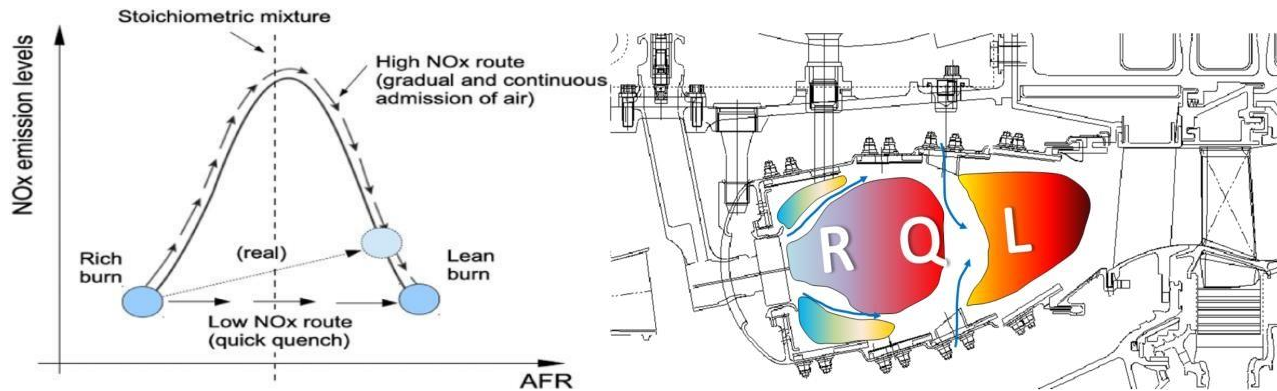 Stoichiometric mixture
NOx emission levels
High NOx route
(gradual and continuous
admission of air)
Rich
burn
(real)
Lean
burn
Low NOx route
(quick quench)
AFR
R Q L